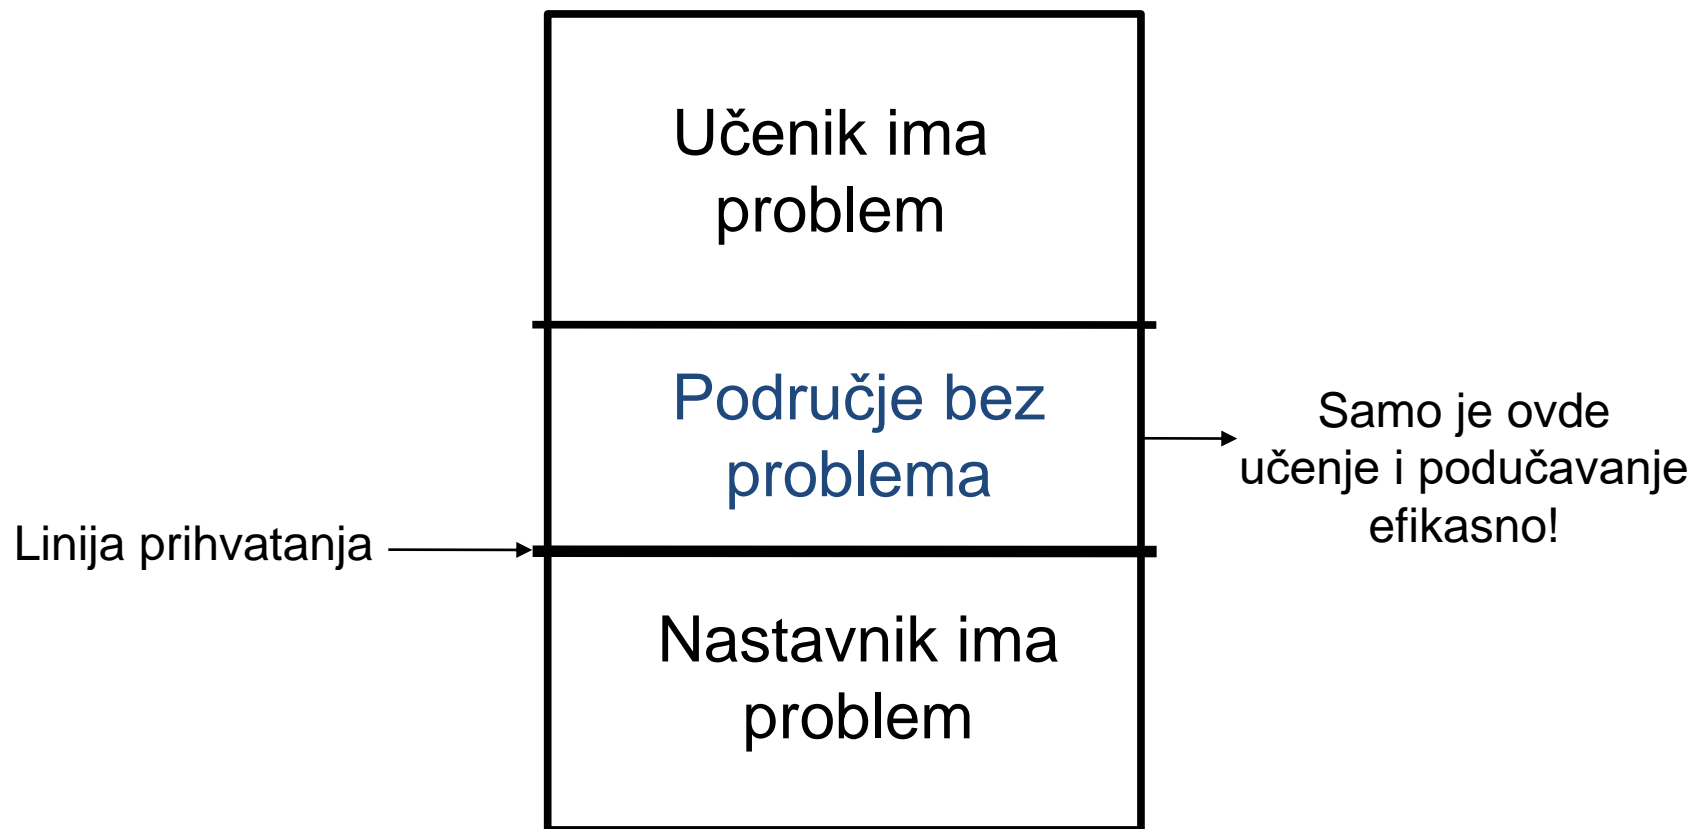 Učenik ima
problem
Područje bez
problema
Samo je ovde
učenje i podučavanje
efikasno!
Linija prihvatanja
Nastavnik ima
problem